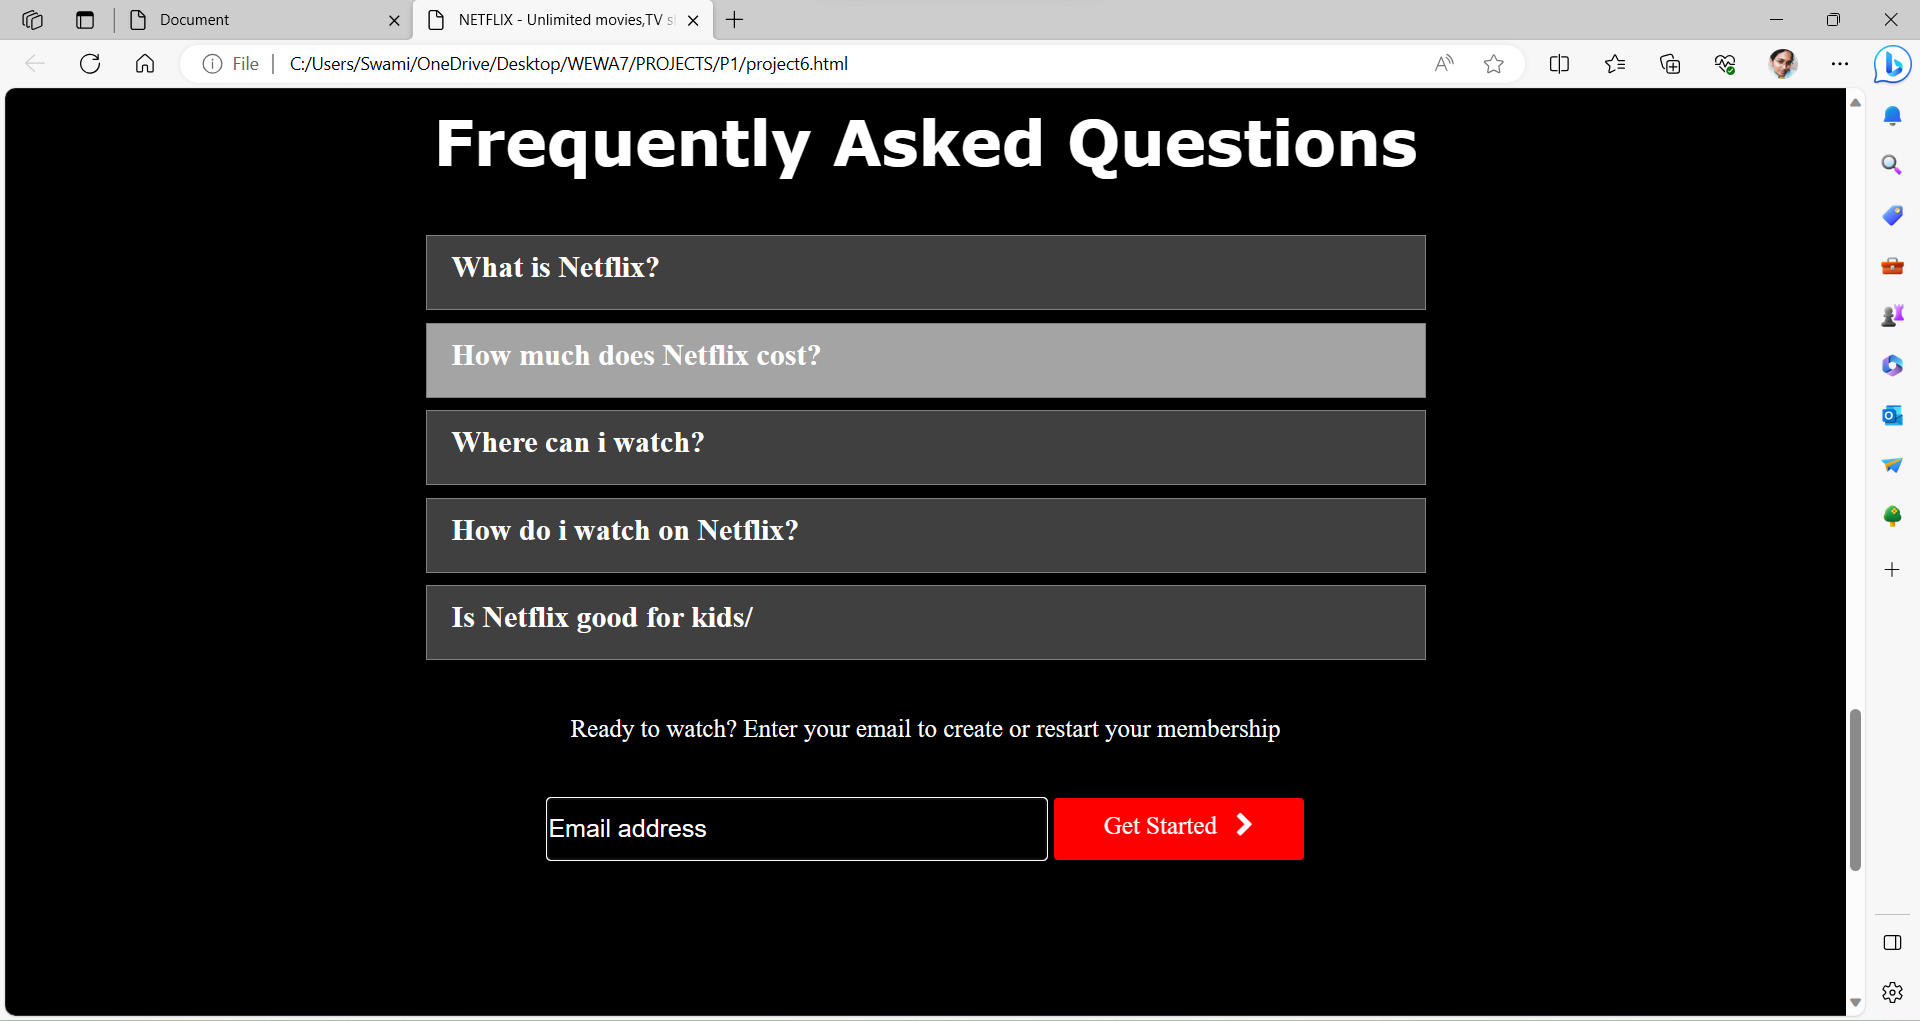 Document
NETFLIX - Unlimited movies,TV s
File
C:/Users/Swami/OneDrive/Desktop/WEWA7/PROJECTS/P1/project6.html
Frequently Asked Questions
What is Netflix?
How much does Netflix cost?
Where can i watch?
How do i watch on Netflix?
Is Netflix good for kids/
Ready to watch? Enter your email to create or restart your membership
Email address
Get Started